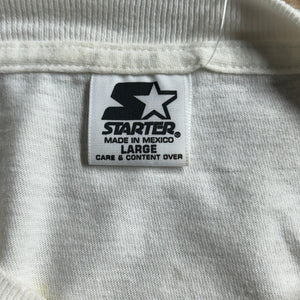 STARTER®
MADE IN MEXICO
LARGE
CARE & CONTENT OVER